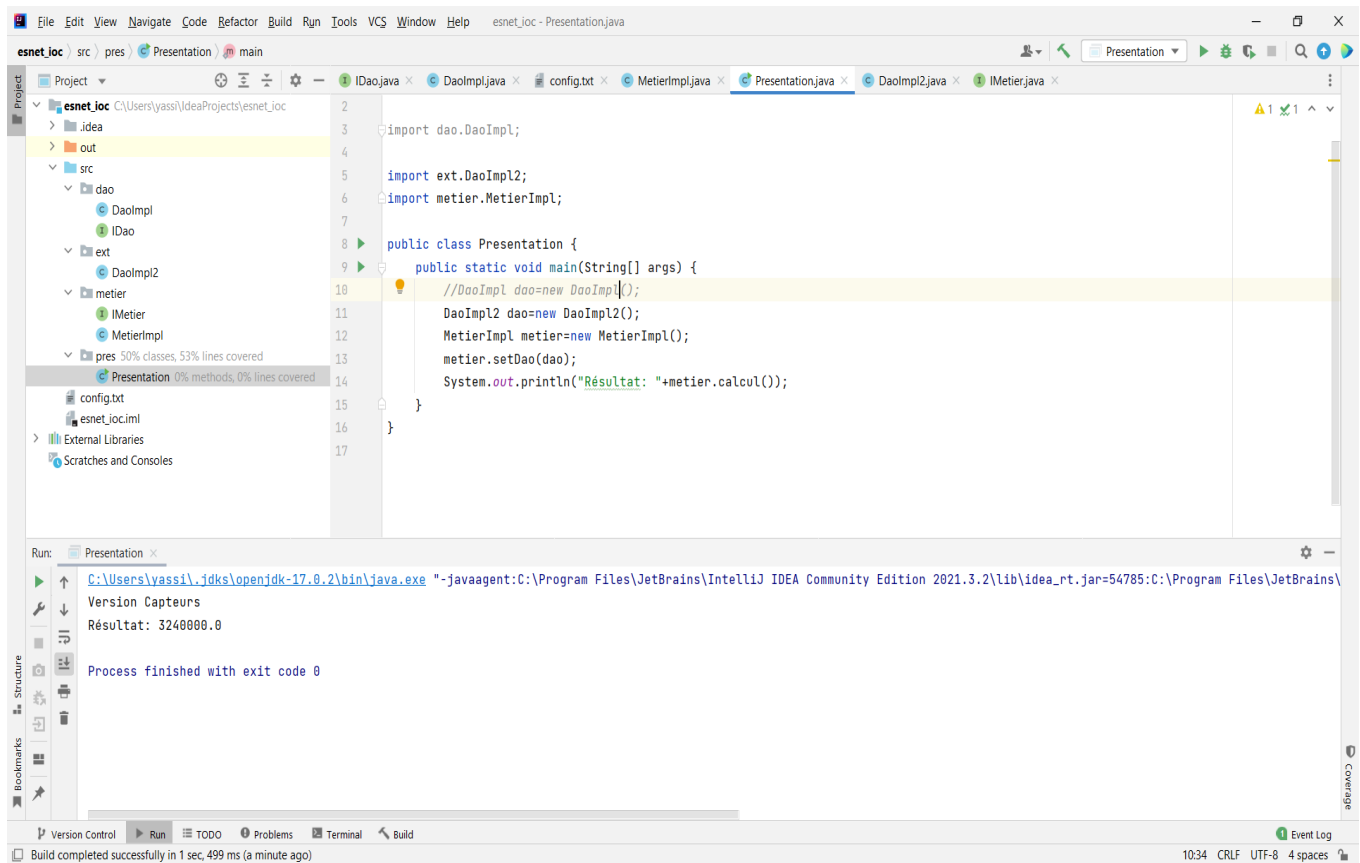 File Edit View Navigate Code Refactor Build Run Tools VCS Window Help esnet_ioc - Presentation.java
esnet_ioc src pres Presentation main
Presentation
Project
Project
IDao.java DaoImpl.java config.txt MetierImpl.java Presentation.java DaoImpl2.java IMetier.java
esnet_ioc C:\Users\yassi\IdeaProjects\esnet_ioc
.idea
out
src
dao
DaoImpl
IDao
ext
DaoImpl2
metier
IMetier
MetierImpl
pres 50% classes, 53% lines covered
Presentation 0% methods, 0% lines covered
config.txt
esnet_ioc.iml
External Libraries
Scratches and Consoles
2
3 import dao.DaoImpl;
4
5 import ext.DaoImpl2;
6 import metier.MetierImpl;
7
8 public class Presentation {
9 public static void main(String[] args) {
10 //DaoImpl dao=new DaoImpl();
11 DaoImpl2 dao=new DaoImpl2();
12 MetierImpl metier=new MetierImpl();
13 metier.setDao(dao);
14 System.out.println("Résultat: "+metier.calcul());
15 }
16 }
17
1 1
Run: Presentation
C:\Users\yassi\.jdks\openjdk-17.0.2\bin\java.exe "-javaagent:C:\Program Files\JetBrains\IntelliJ IDEA Community Edition 2021.3.2\lib\idea_rt.jar=54785:C:\Program Files\JetBrains\
Version Capteurs
Résultat: 3240000.0
Process finished with exit code 0
Structure
Bookmarks
Coverage
Version Control Run TODO Problems Terminal Build
1 Event Log
Build completed successfully in 1 sec, 499 ms (a minute ago)
10:34 CRLF UTF-8 4 spaces